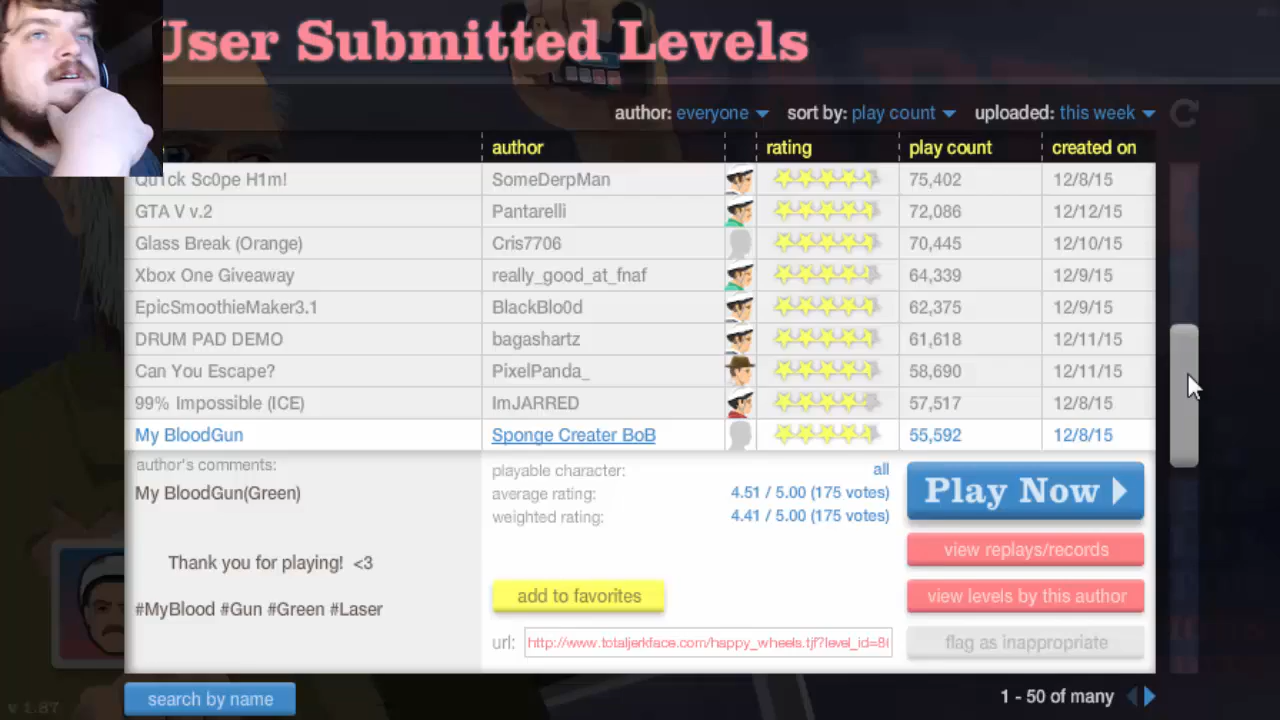 User Submitted Levels
author: everyone sort by: play count uploaded: this week
author rating play count created on
Qu1ck Sc0pe H1m! SomeDerpMan 75,402 12/8/15
GTA V v.2 Pantarelli 72,086 12/12/15
Glass Break (Orange) Cris7706 70,445 12/10/15
Xbox One Giveaway really_good_at_fnaf 64,339 12/9/15
EpicSmoothieMaker3.1 BlackBlo0d 62,375 12/9/15
DRUM PAD DEMO bagashartz 61,618 12/11/15
Can You Escape? PixelPanda_ 58,690 12/11/15
99% Impossible (ICE) ImJARRED 57,517 12/8/15
My BloodGun Sponge Creater BoB 55,592 12/8/15
author's comments:
My BloodGun(Green)
Thank you for playing! <3
#MyBlood #Gun #Green #Laser
playable character: all
average rating: 4.51 / 5.00 (175 votes)
weighted rating: 4.41 / 5.00 (175 votes)
add to favorites
url: http://www.totaljerkface.com/happy_wheels.tjf?level_id=8
Play Now
view replays/records
view levels by this author
flag as inappropriate
v 1.87
search by name
1 - 50 of many